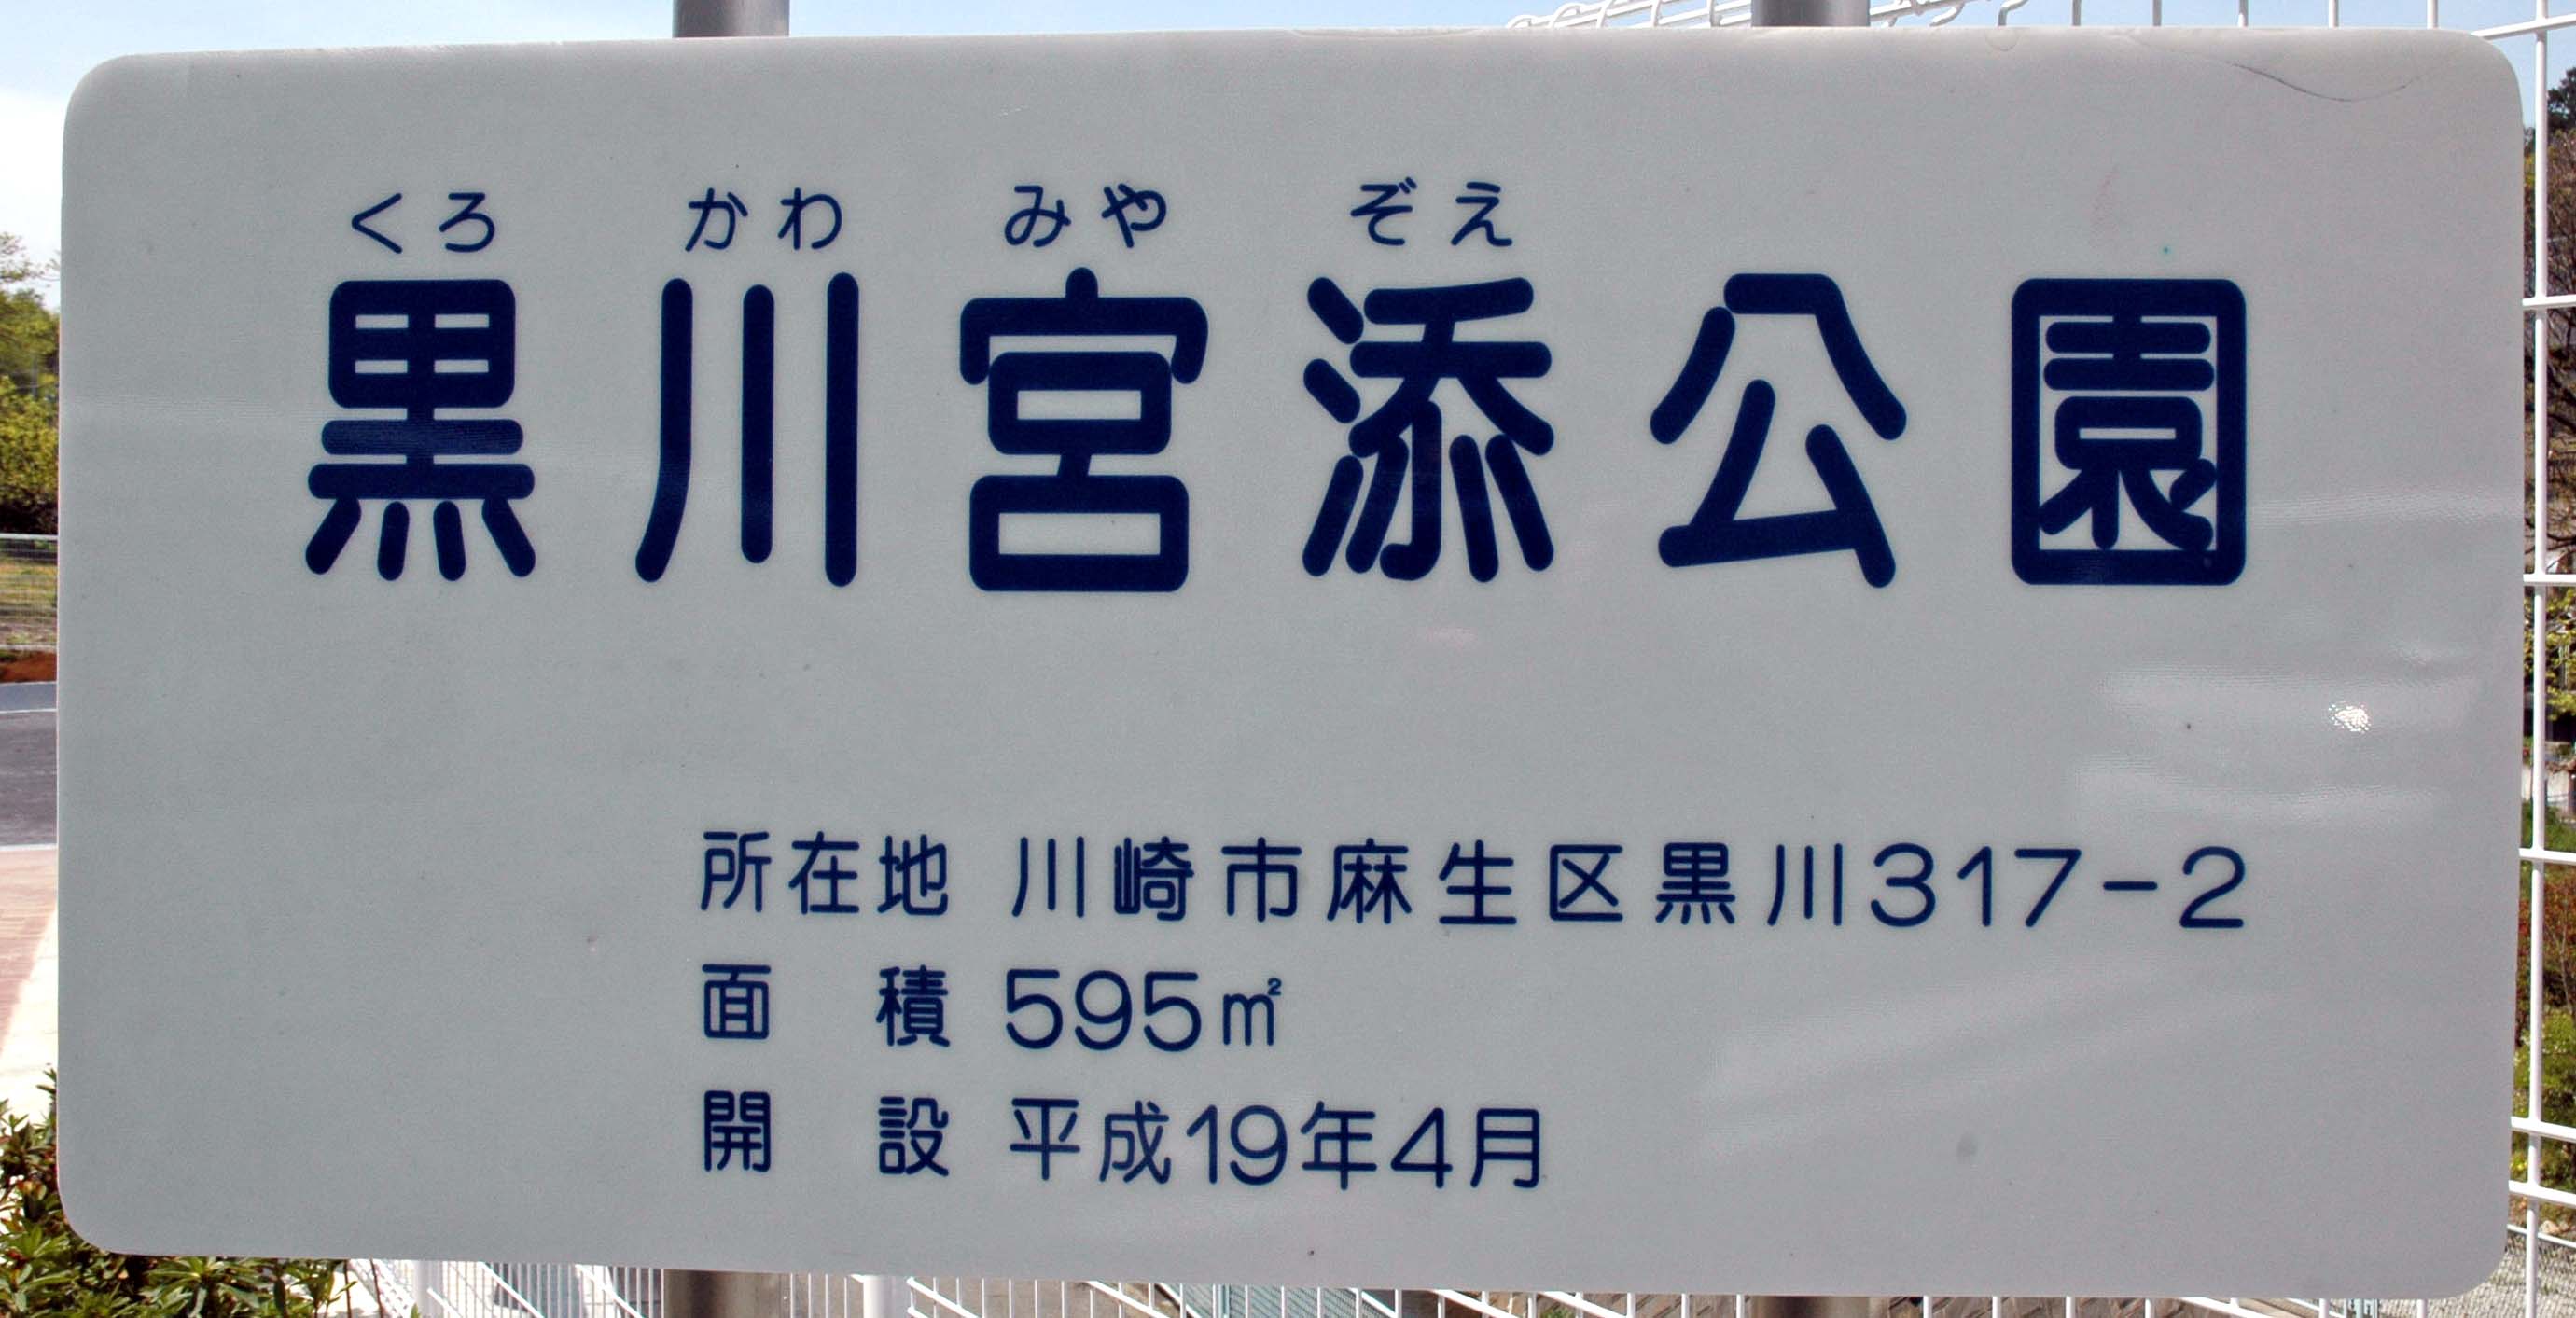 くろ かわ みや ぞえ
黒川宮添公園
所在地 川崎市麻生区黒川317-2
面 積 595㎡
開 設 平成19年4月